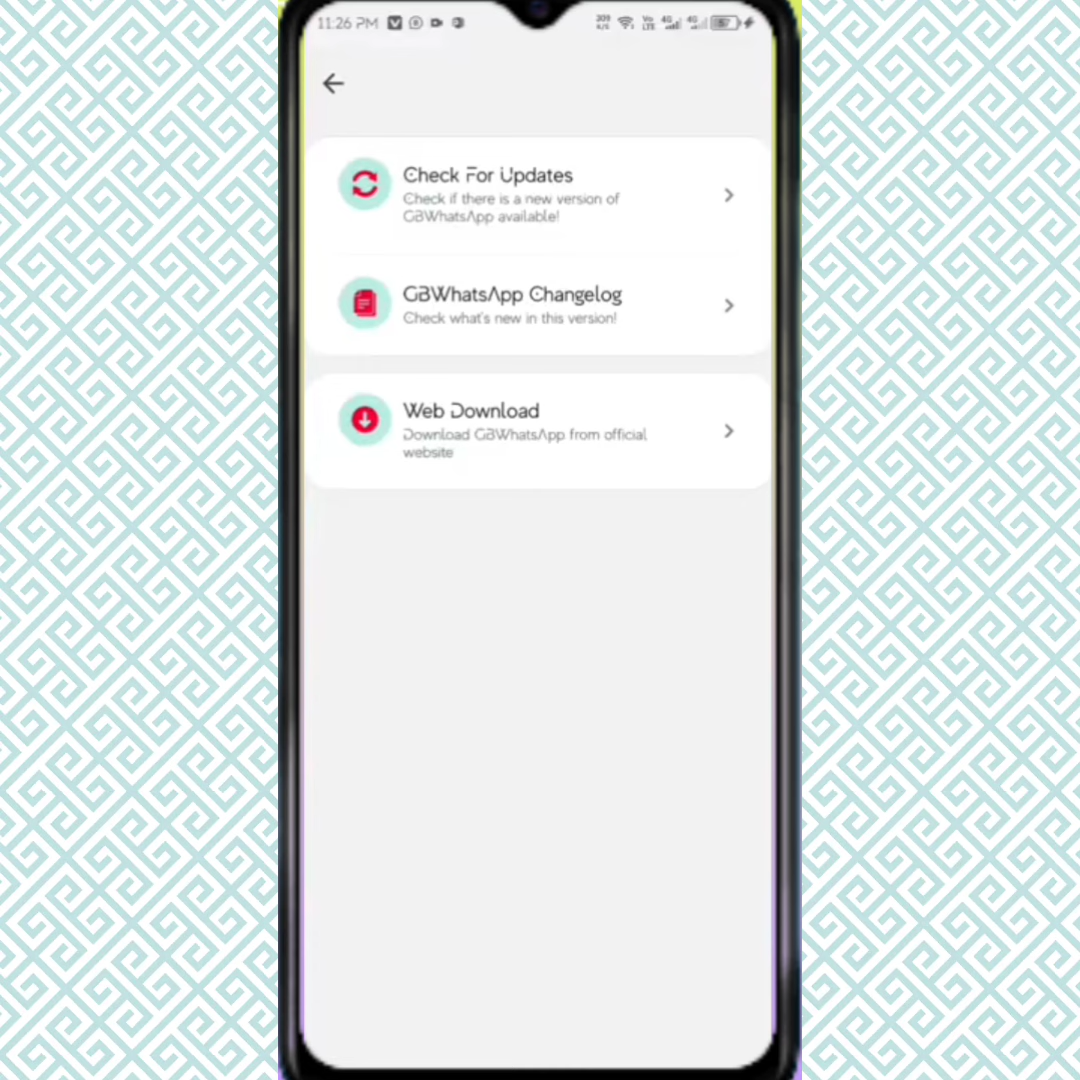 11:26 PM
Check For Updates
Check if there is a new version of
GBWhatsApp available!
GBWhatsApp Changelog
Check what's new in this version!
Web Download
Download GBWhatsApp from official
website